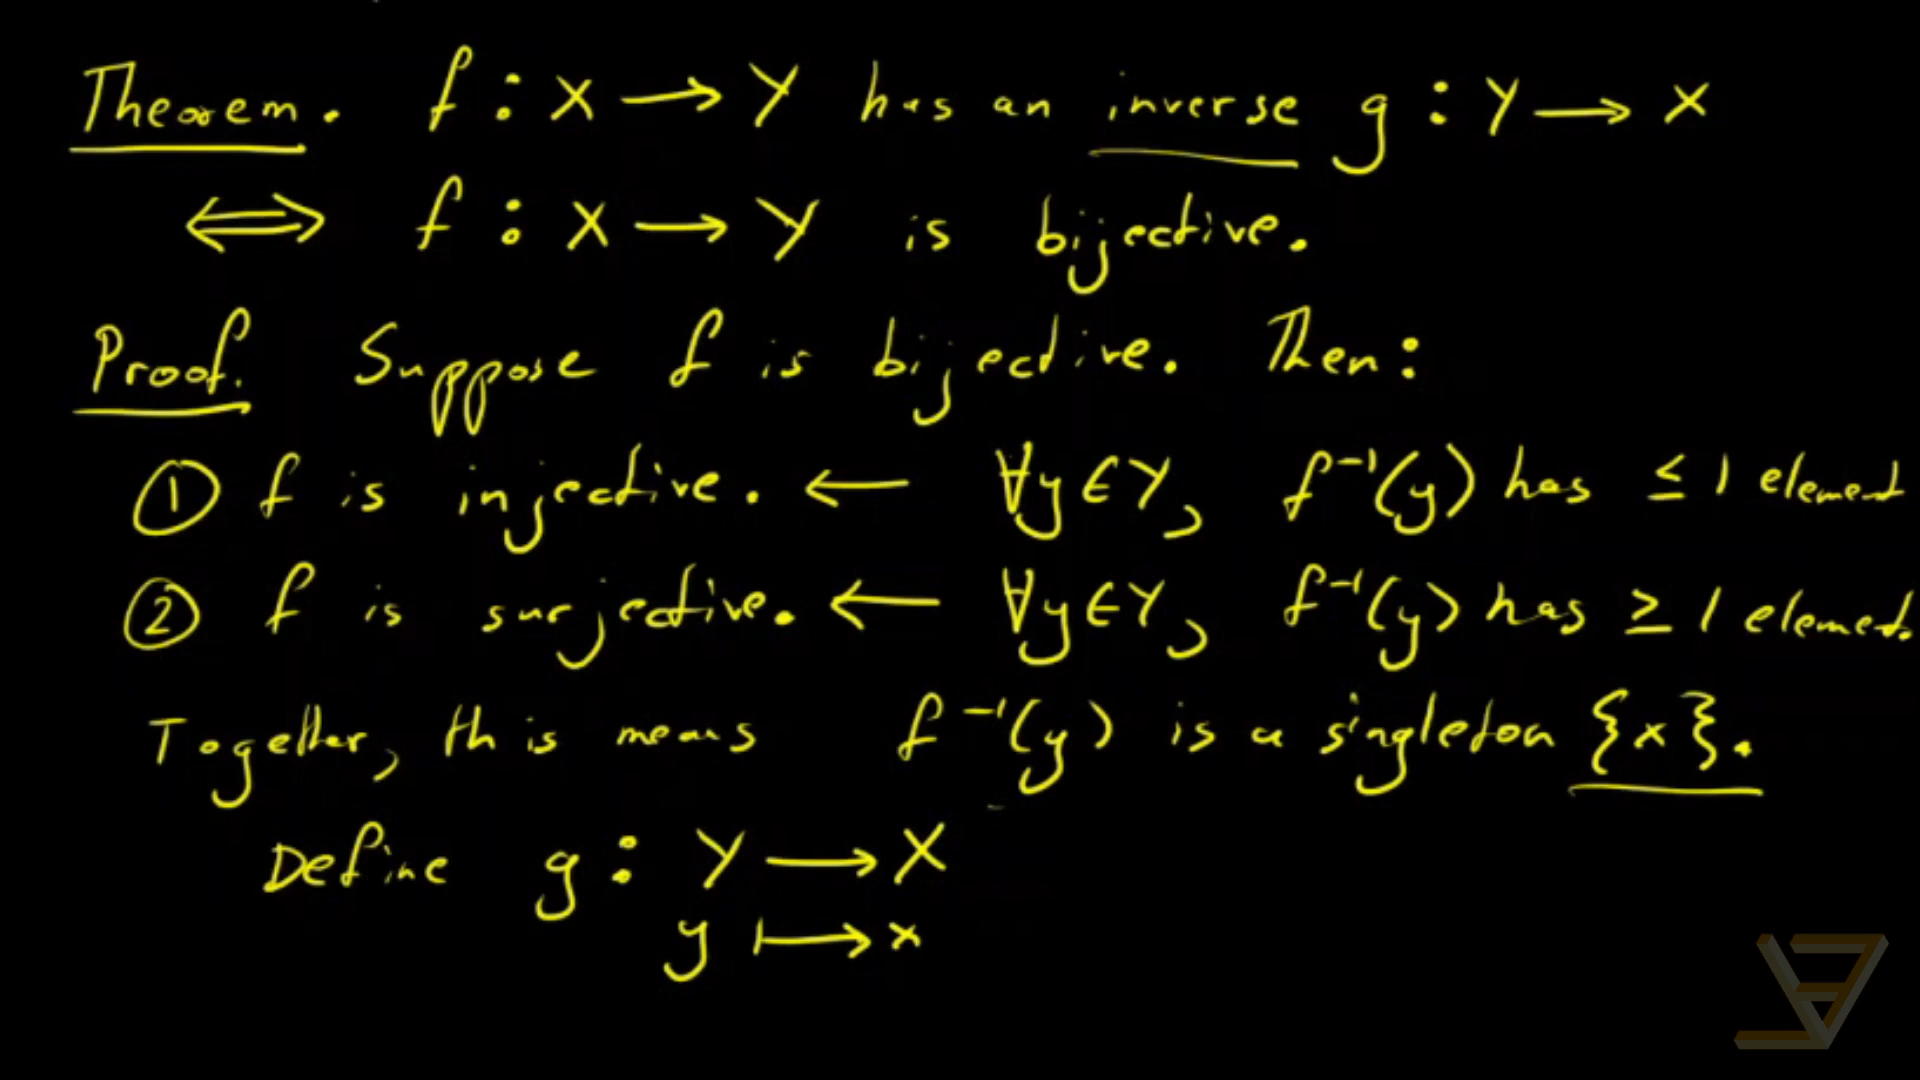 Theorem. f : X → Y has an inverse g : Y → X
⟺ f : X → Y is bijective.
Proof. Suppose f is bijective. Then:
① f is injective. ← ∀y∈Y, f⁻¹(y) has ≤ 1 element
② f is surjective. ← ∀y∈Y, f⁻¹(y) has ≥ 1 element.
Together, this means f⁻¹(y) is a singleton {x}.
Define g : Y → X
y ↦ x